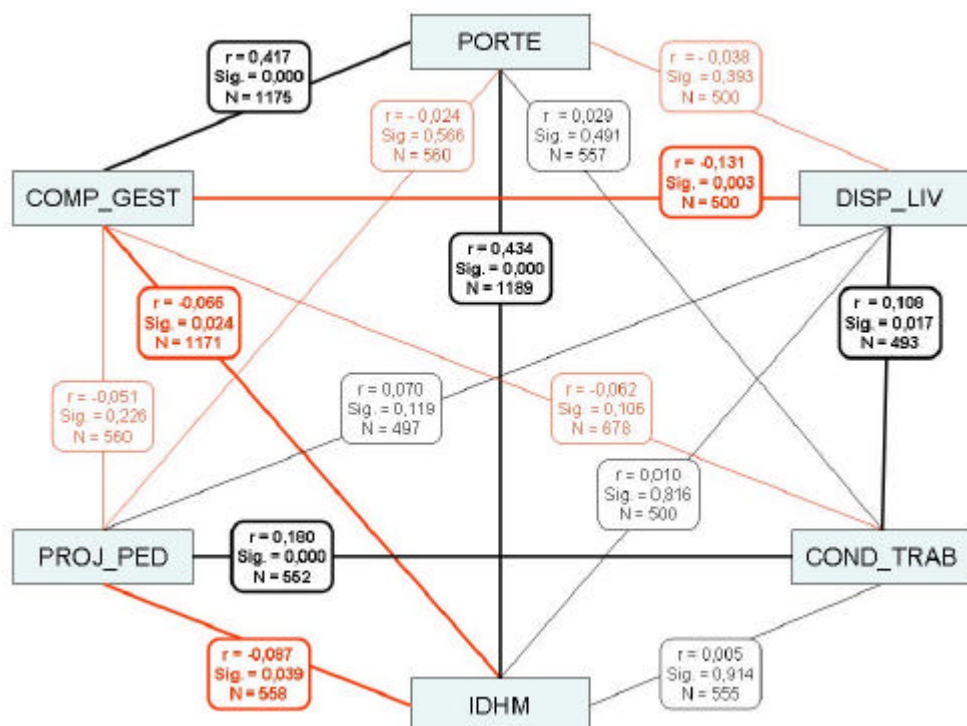 PORTE
r = 0,417
Sig. = 0,000
N = 1175
r = - 0,038
Sig. = 0,393
N = 500
r = - 0,024
Sig. = 0,566
N = 560
r = 0,029
Sig. = 0,491
N = 557
COMP_GEST
r = -0,131
Sig. = 0,003
N = 500
DISP_LIV
r = 0,434
Sig. = 0,000
N = 1189
r = -0,066
Sig. = 0,024
N = 1171
r = 0,108
Sig. = 0,017
N = 493
r = -0,051
Sig. = 0,226
N = 560
r = 0,070
Sig. = 0,119
N = 497
r = -0,062
Sig. = 0,106
N = 678
r = 0,010
Sig. = 0,816
N = 500
PROJ_PED
r = 0,180
Sig. = 0,000
N = 552
COND_TRAB
r = -0,087
Sig. = 0,039
N = 558
r = 0,005
Sig. = 0,914
N = 555
IDHM